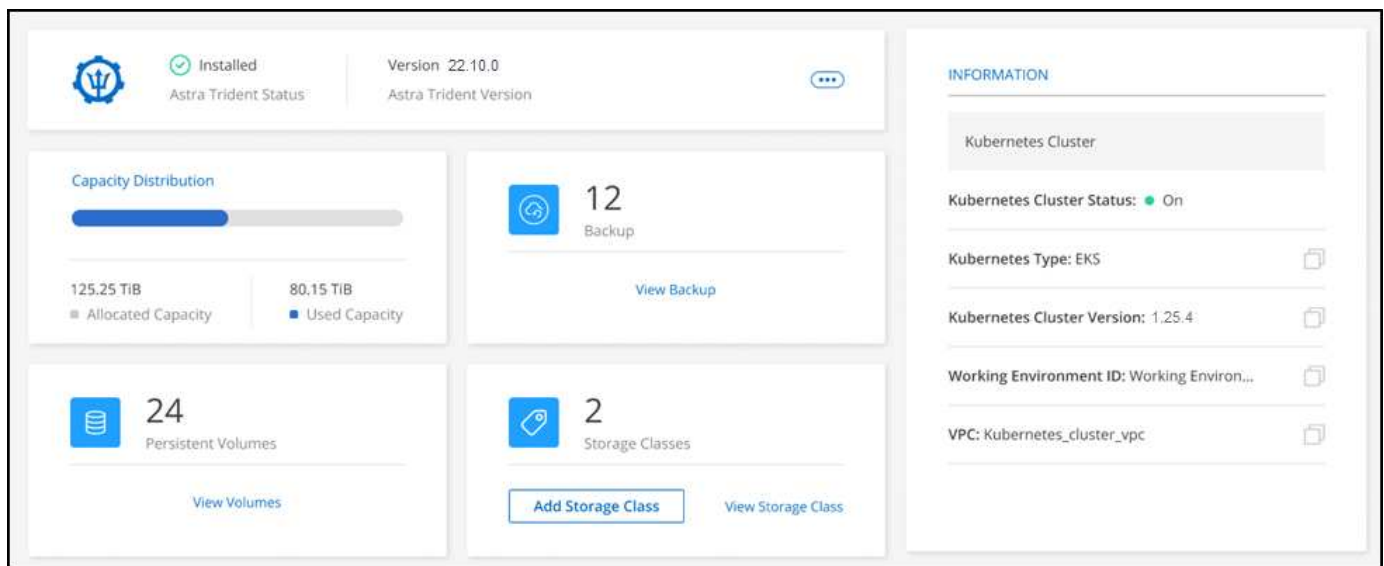 Installed
Astra Trident Status
Version 22.10.0
Astra Trident Version
Capacity Distribution
125.25 TiB
Allocated Capacity
80.15 TiB
Used Capacity
12
Backup
View Backup
24
Persistent Volumes
View Volumes
2
Storage Classes
Add Storage Class
View Storage Class
INFORMATION
Kubernetes Cluster
Kubernetes Cluster Status: On
Kubernetes Type: EKS
Kubernetes Cluster Version: 1.25.4
Working Environment ID: Working Environ...
VPC: Kubernetes_cluster_vpc